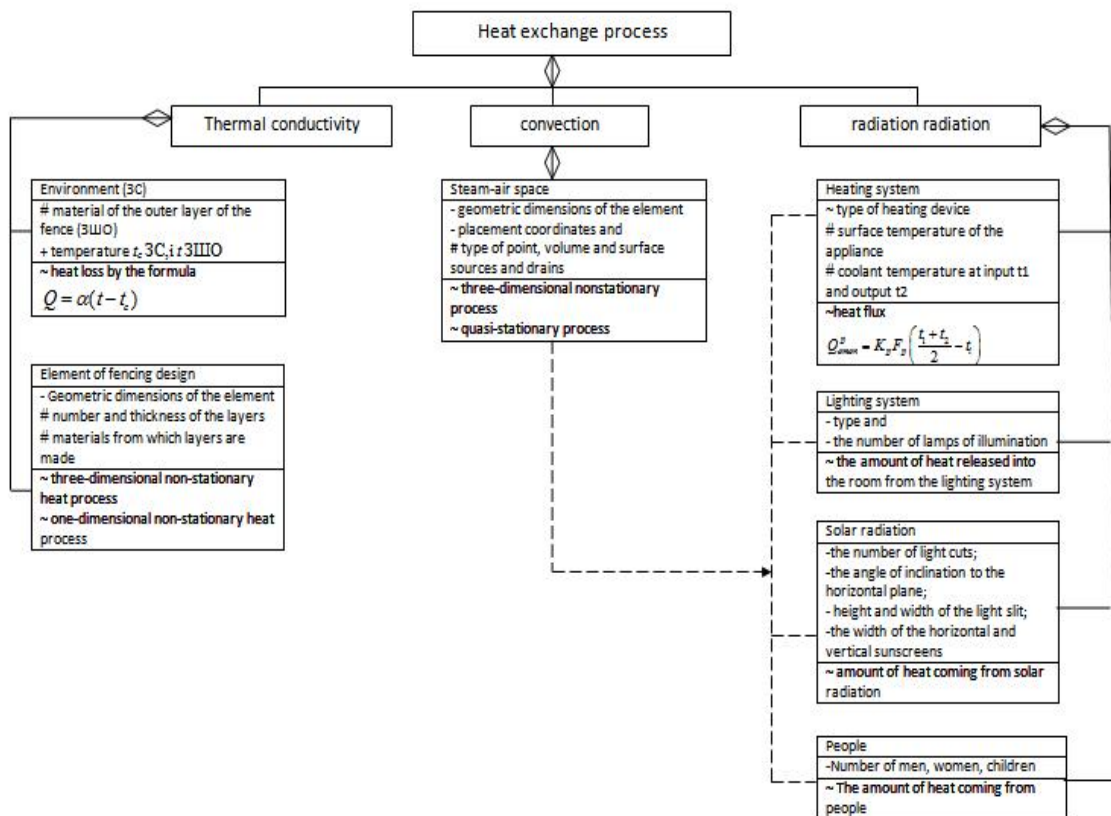 Heat exchange process
Thermal conductivity
convection
radiation radiation
Environment (3С)
# material of the outer layer of the
fence (ЗШО)
+ temperature t_c 3С,i t ЗШО
~ heat loss by the formula
Q = α(t − t_c)
Element of fencing design
- Geometric dimensions of the element
# number and thickness of the layers
# materials from which layers are
made
~ three-dimensional non-stationary
heat process
~ one-dimensional non-stationary heat
process
Steam-air space
- geometric dimensions of the element
- placement coordinates and
# type of point, volume and surface
sources and drains
~ three-dimensional nonstationary
process
~ quasi-stationary process
Heating system
~ type of heating device
# surface temperature of the
appliance
# coolant temperature at input t1
and output t2
~heat flux
= K F ( t_1 + t_2 / 2 − t )
Lighting system
- type and
- the number of lamps of illumination
~ the amount of heat released into
the room from the lighting system
Solar radiation
-the number of light cuts;
-the angle of inclination to the
horizontal plane;
- height and width of the light slit;
-the width of the horizontal and
vertical sunscreens
~ amount of heat coming from solar
radiation
People
-Number of men, women, children
~ The amount of heat coming from
people